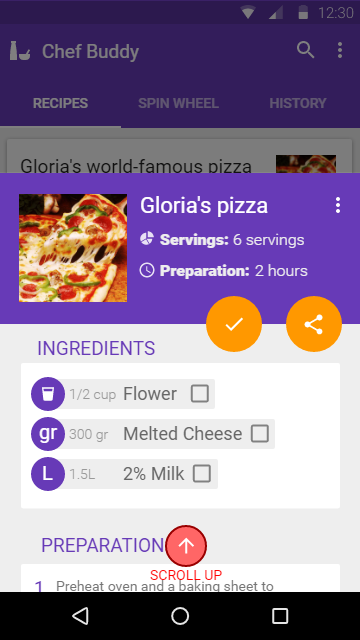 12:30
Chef Buddy
RECIPES SPIN WHEEL HISTORY
Gloria's world-famous pizza
Gloria's pizza
Servings: 6 servings
Preparation: 2 hours
INGREDIENTS
1/2 cup Flower
gr 300 gr Melted Cheese
L 1.5L 2% Milk
PREPARATION
SCROLL UP
1 Preheat oven and a baking sheet to